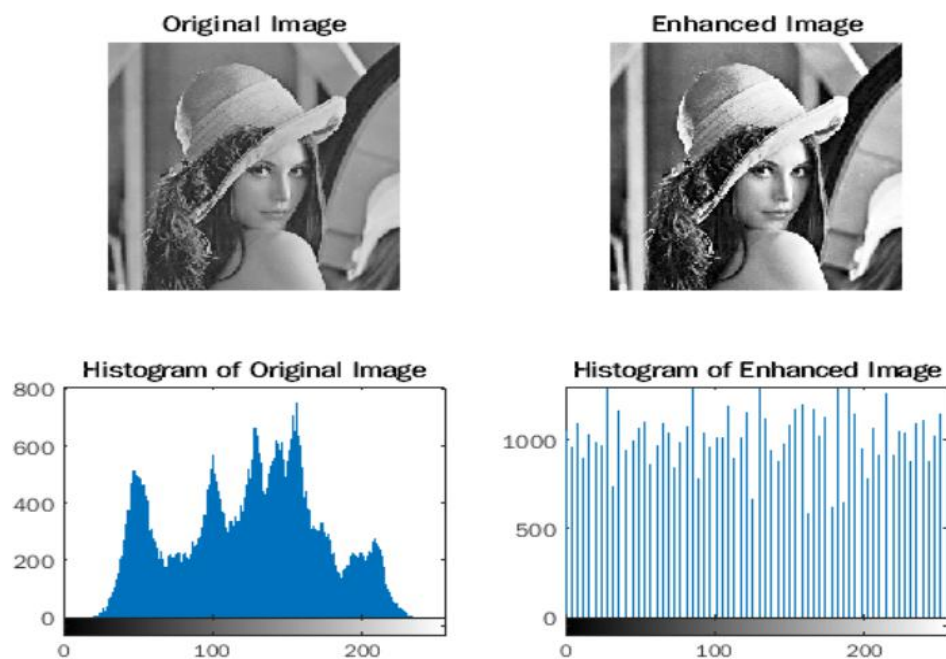 Original Image
Enhanced Image
Histogram of Original Image
800
600
400
200
0
0 100 200
Histogram of Enhanced Image
1000
500
0
0 100 200